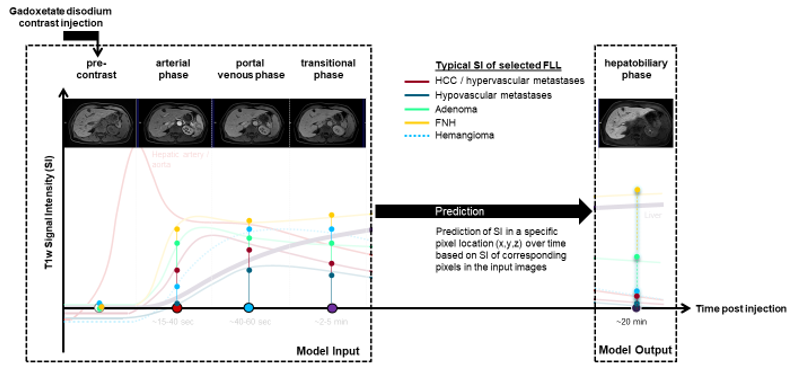 Gadoxetate disodium
contrast injection
pre-
contrast
arterial
phase
portal
venous phase
transitional
phase
Typical SI of selected FLL
HCC / hypervascular metastases
Hypovascular metastases
Adenoma
FNH
Hemangioma
hepatobiliary
phase
T1w Signal Intensity (SI)
Hepatic artery /
aorta
Prediction
Prediction of SI in a specific
pixel location (x,y,z) over time
based on SI of corresponding
pixels in the input images
Liver
Time post injection
~15-40 sec
~40-60 sec
~2-5 min
~20 min
Model Input
Model Output